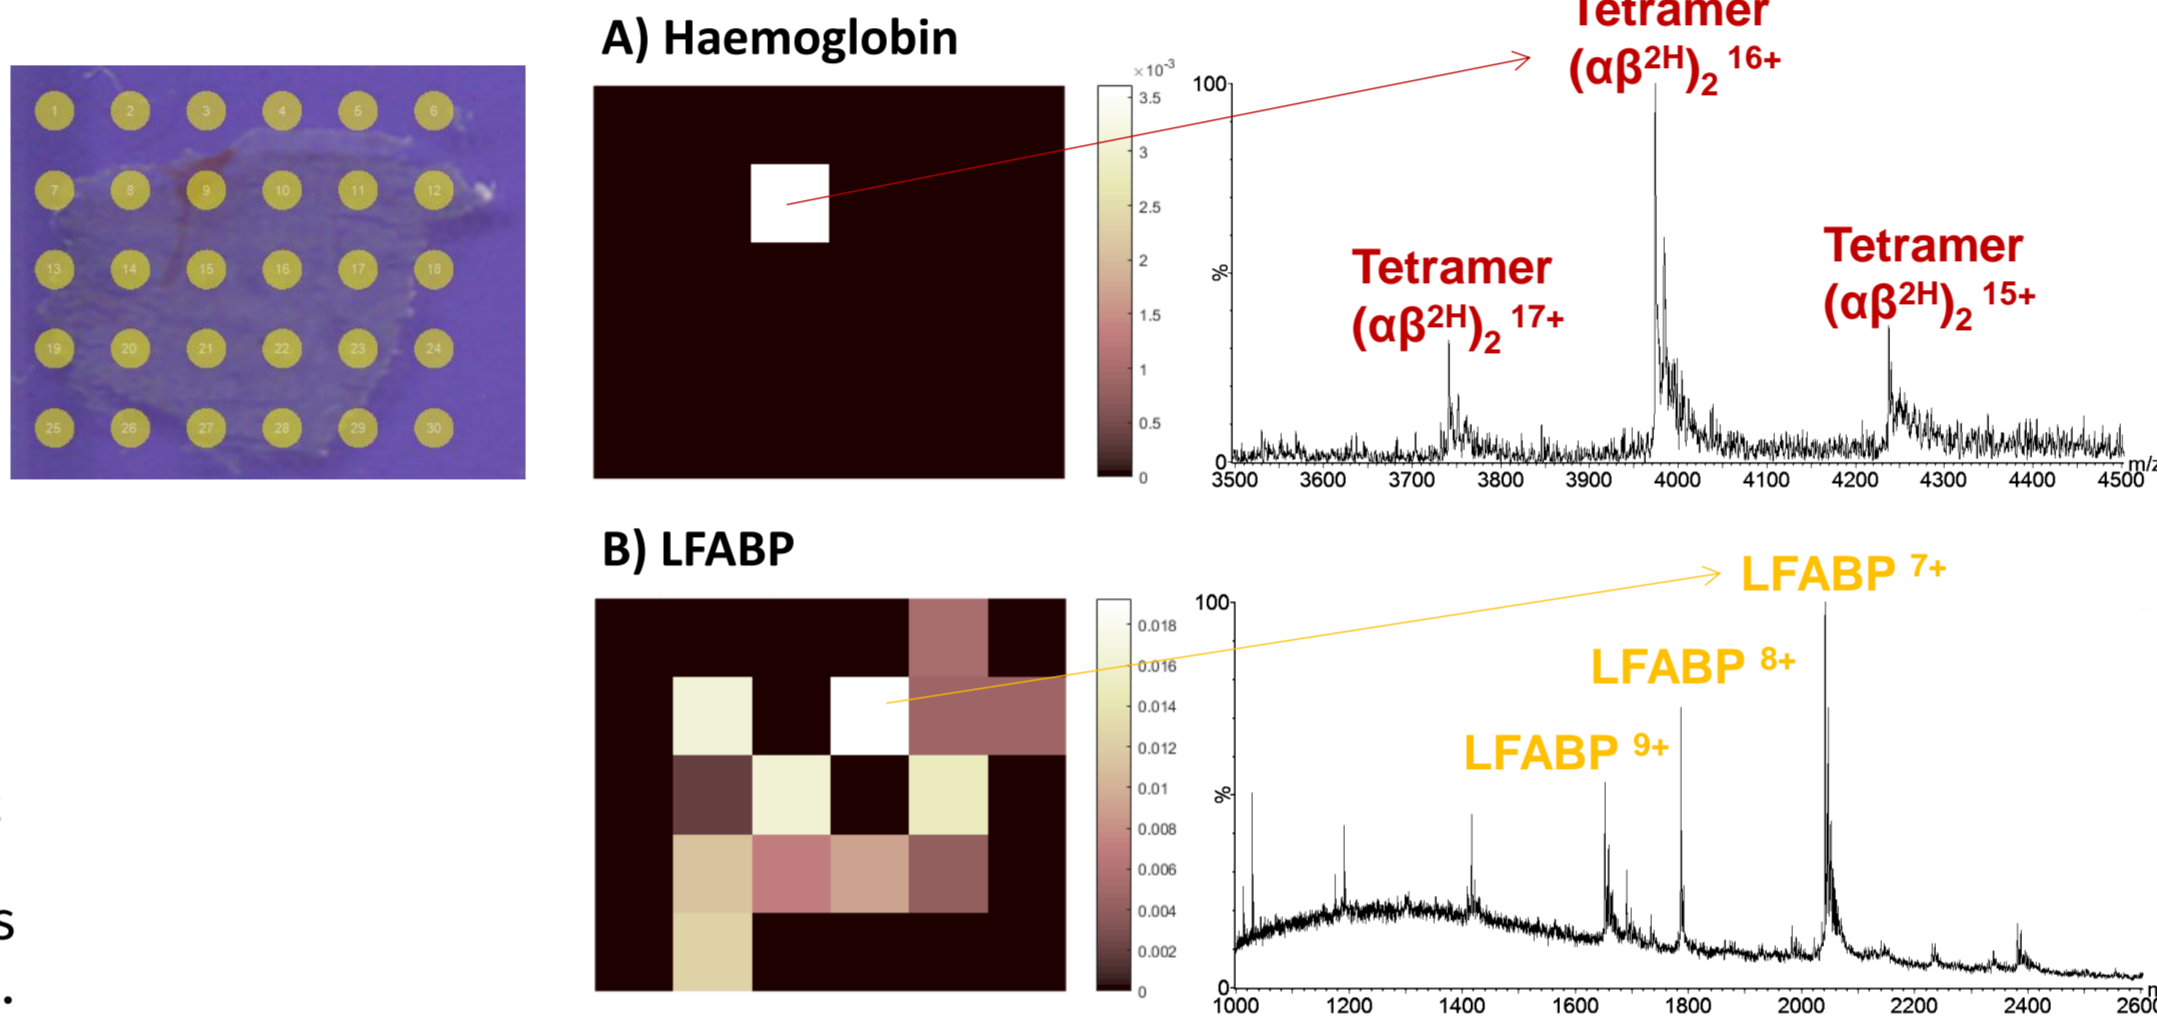 1 2 3 4 5 6
7 8 9 10 11 12
13 14 15 16 17 18
19 20 21 22 23 24
25 26 27 28 29 30
s
.
A) Haemoglobin
×10⁻³
3.5
3
2.5
2
1.5
1
0.5
0
Tetramer
(αβ²ᴴ)₂ ¹⁶⁺
Tetramer
(αβ²ᴴ)₂ ¹⁷⁺
Tetramer
(αβ²ᴴ)₂ ¹⁵⁺
100
%
0
3500 3600 3700 3800 3900 4000 4100 4200 4300 4400 4500
m/z
B) LFABP
0.018
0.016
0.014
0.012
0.01
0.008
0.006
0.004
0.002
0
LFABP ⁷⁺
LFABP ⁸⁺
LFABP ⁹⁺
100
%
0
1000 1200 1400 1600 1800 2000 2200 2400 2600